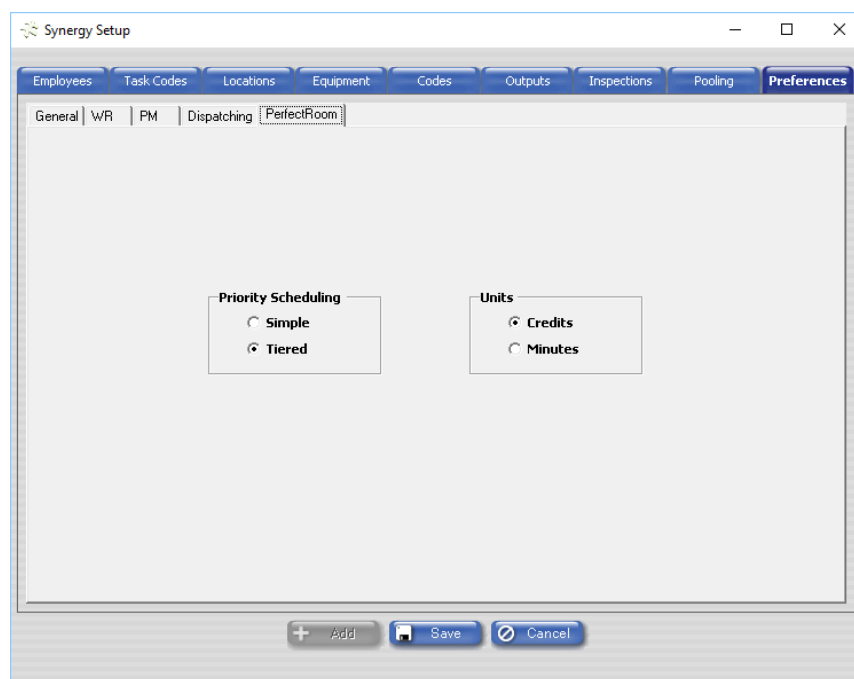 Synergy Setup
Employees Task Codes Locations Equipment Codes Outputs Inspections Pooling Preferences
General WR PM Dispatching PerfectRoom
Priority Scheduling Units
Simple Credits
Tiered Minutes
Add Save Cancel